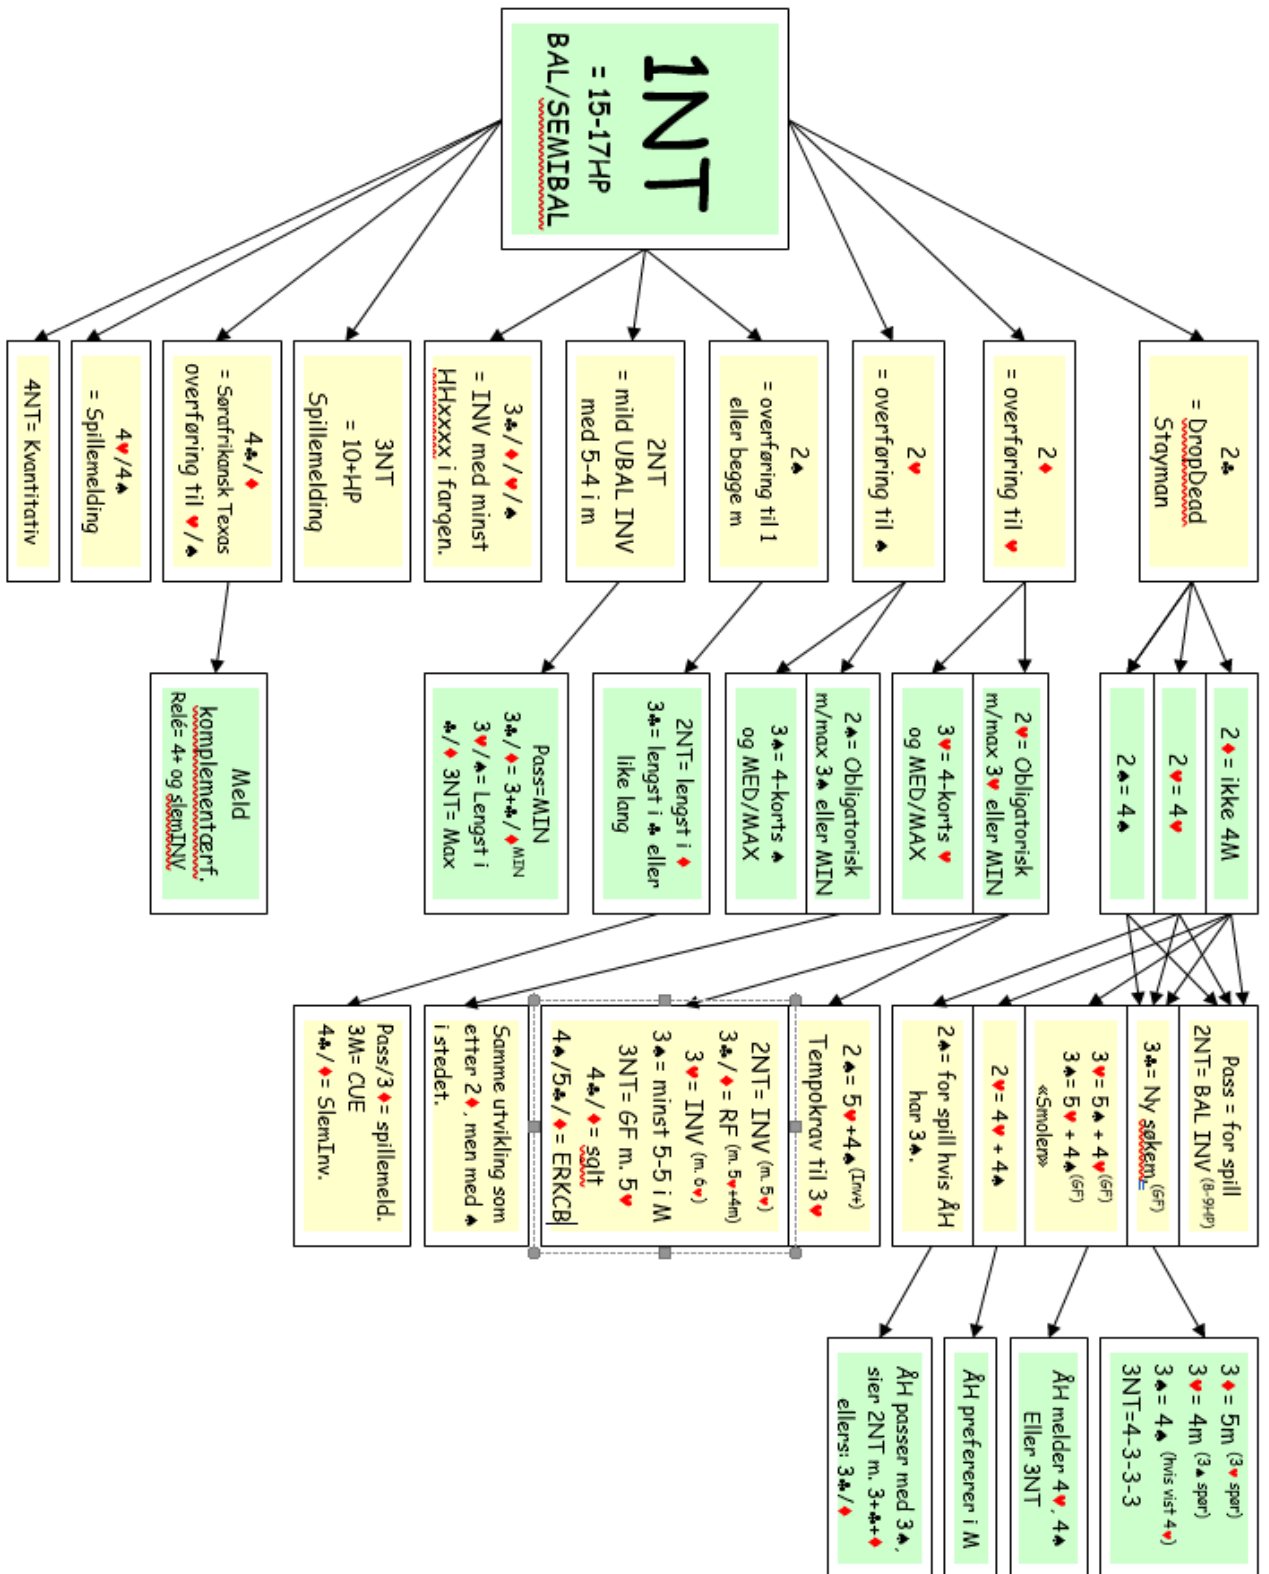 1NT
= 15-17HP
BAL/SEMIBAL
2♣
= DropDead
Stayman
2♦
= overføring til ♥
2♥
= overføring til ♠
2♠
= overføring til 1
eller begge m
2NT
= mild UBAL INV
med 5-4 i m
3♣/♦/♥/♠
= INV med minst
HHxxxx i fargen.
3NT
= 10+HP
Spillemelding
4♣/♦
= Sørafrikansk Texas
overføring til ♥/♠
4♥/4♠
= Spillemelding
4NT= Kvantitativ
2♦= ikke 4M
2♥= 4♥
2♠= 4♠
2♥= Obligatorisk
m/max 3♥ eller MIN
3♥= 4-korts ♥
og MED/MAX
2♠= Obligatorisk
m/max 3♠ eller MIN
3♠= 4-korts ♠
og MED/MAX
2NT= lengst i ♦
3♣= lengst i ♣ eller
like lang
Pass=MIN
3♣/♦= 3+♣/♦ MIN
3♥/♠= Lengst i
♣/♦ 3NT= Max
Meld
komplementærf.
Relé= 4+ og slemINV
Pass = for spill
2NT= BAL INV (8-9HP)
3♣= Ny søkem. (GF)
3♥= 5♠ + 4♥ (GF)
3♠= 5♥ + 4♠ (GF)
«Smolen»
2♥= 4♥ + 4♠
2♠= for spill hvis ÅH
har 3♠.
2♠= 5♥+4♠ (Inv+)
Tempokrav til 3♥
2NT= INV (m. 5♥)
3♣/♦= RF (m. 5♥+4m)
3♥= INV (m. 6♥)
3♠= minst 5-5 i M
3NT= GF m. 5♥
4♣/♦= sglt
4♠/5♣/♦= ERKCB
Samme utvikling som
etter 2♦, men med ♠
i stedet.
Pass/3♦= spillemeld.
3M= CUE
4♣/♦= SlemInv.
3♦= 5m (3♥ spør)
3♥= 4m (3♠ spør)
3♠= 4♠ (hvis vist 4♥)
3NT=4-3-3-3
ÅH melder 4♥, 4♠
Eller 3NT
ÅH prefererer i M
ÅH passer med 3♠,
sier 2NT m. 3+♣+♦
ellers: 3♣/♦